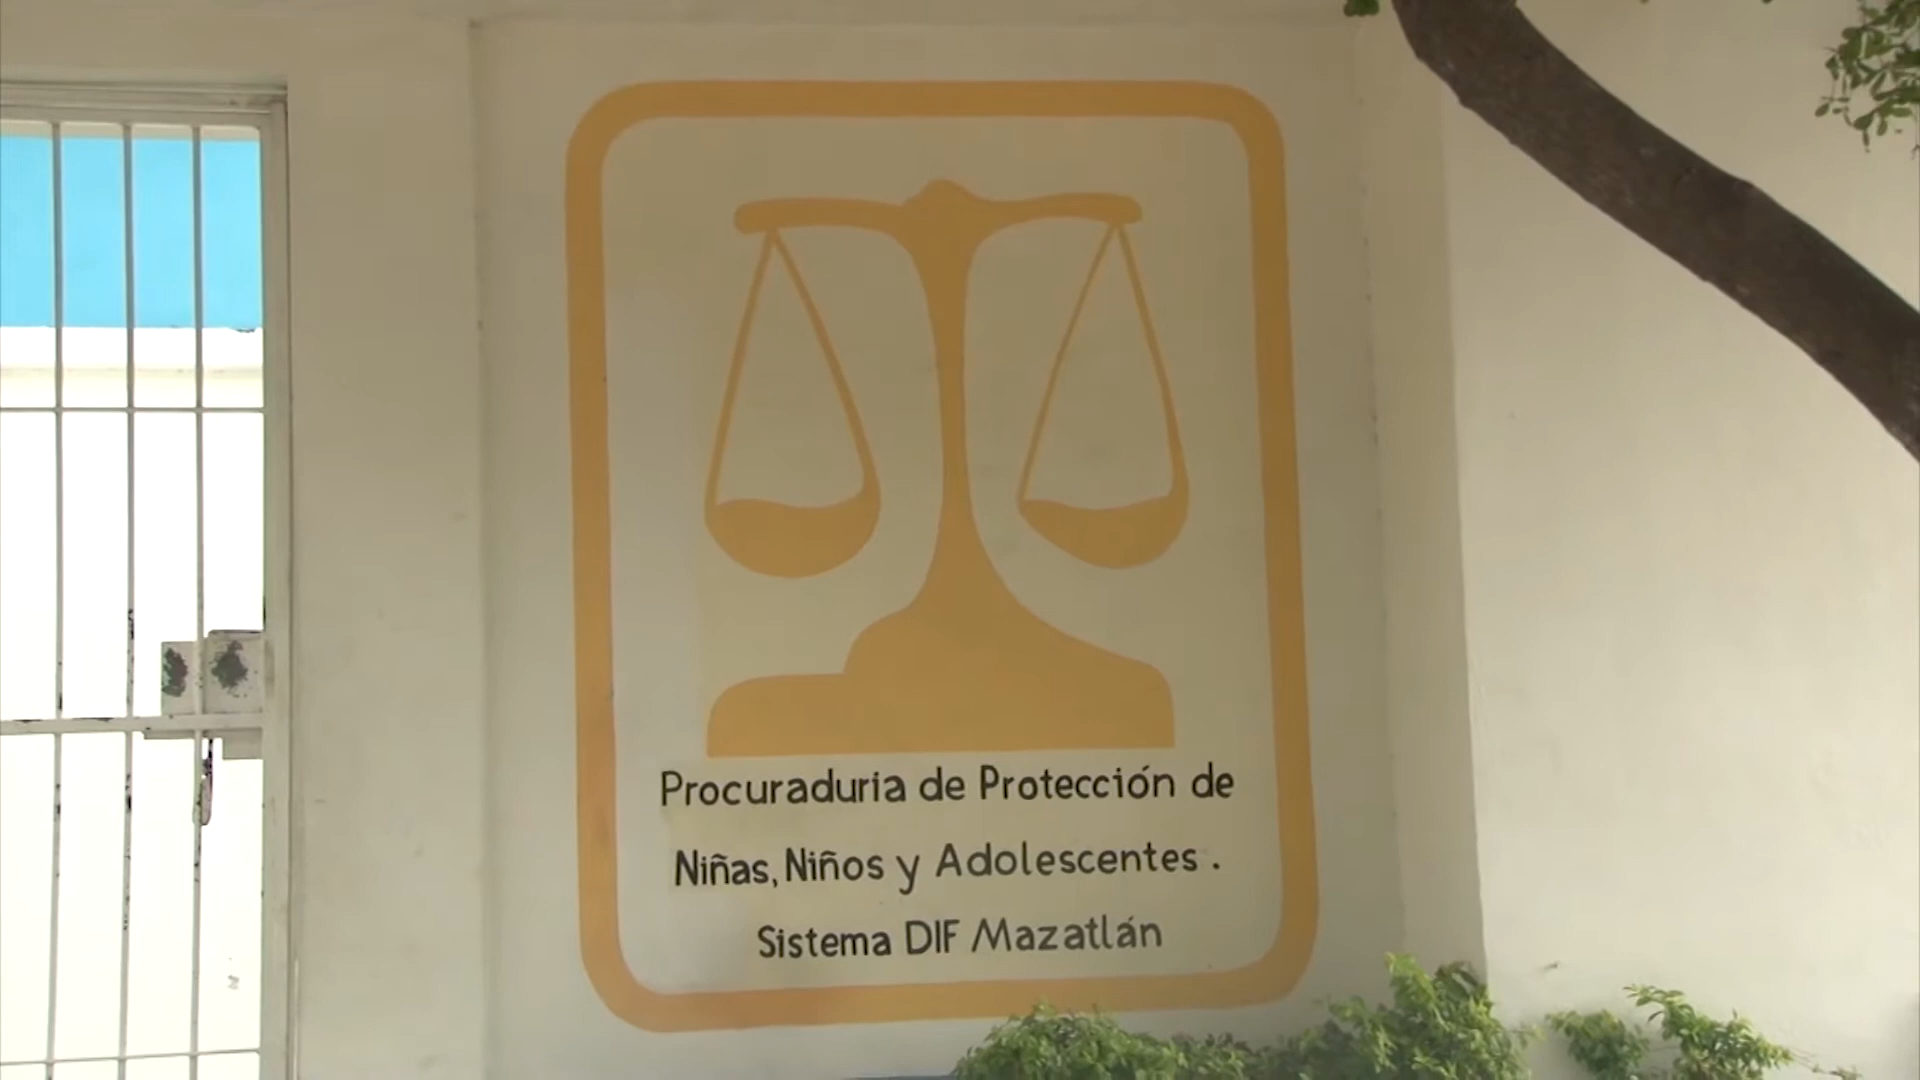 Procuraduria de Protección de
Niñas, Niños y Adolescentes .
Sistema DIF Mazatlán